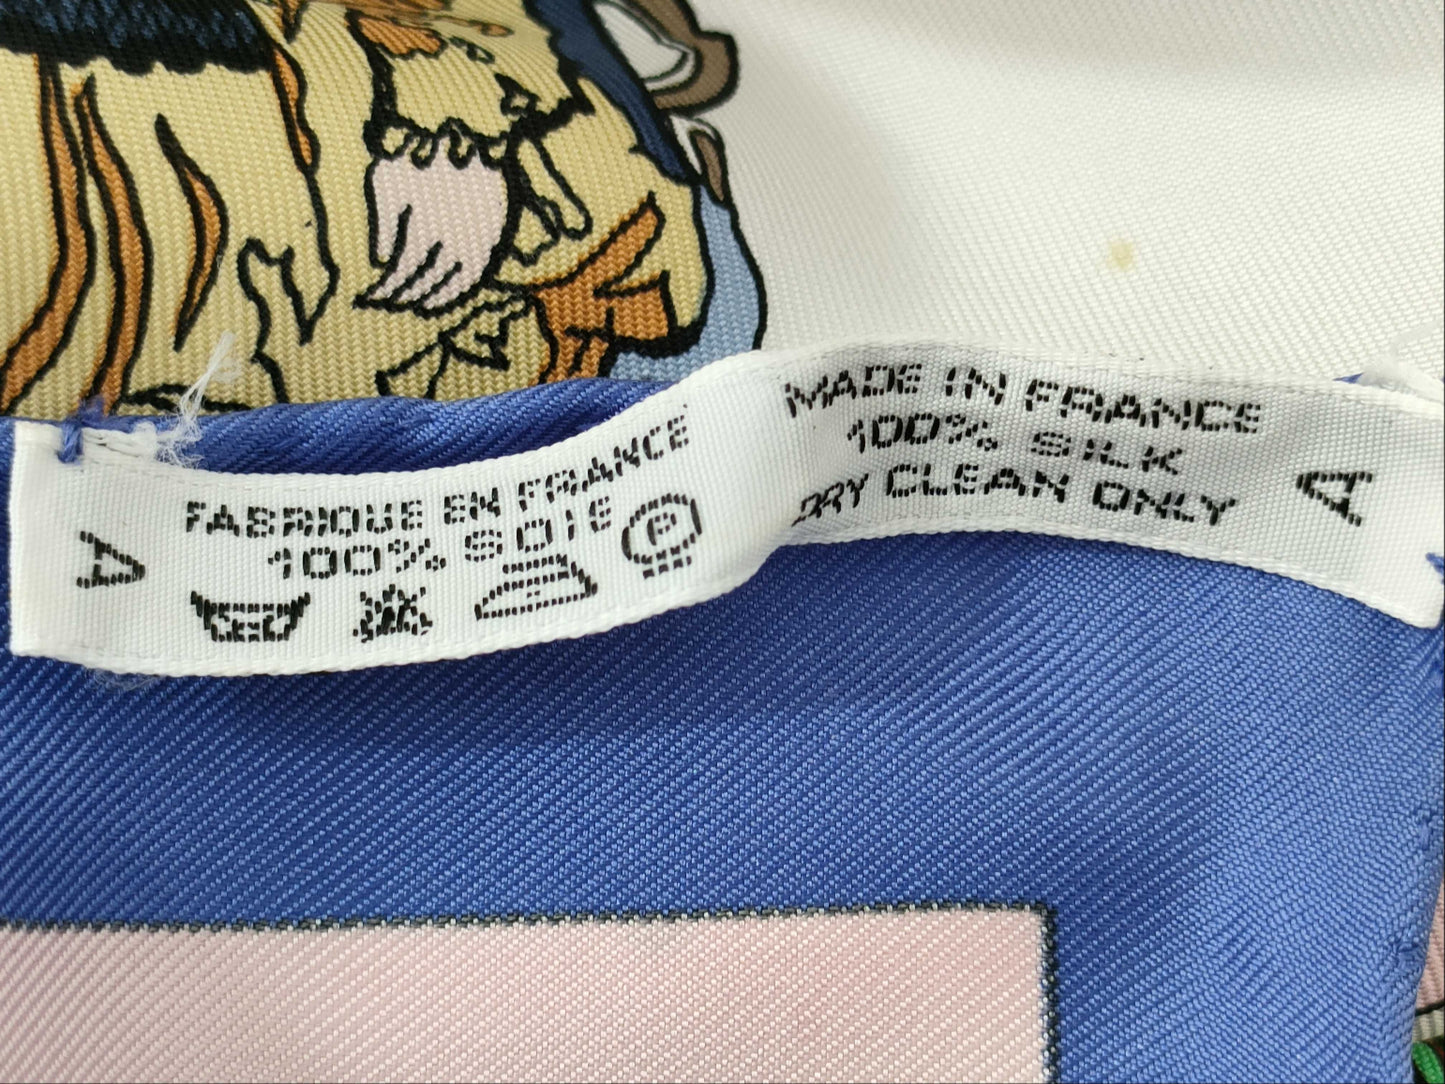 FABRIQUE EN FRANCE
100% SOIE
A
P
MADE IN FRANCE
100% SILK
DRY CLEAN ONLY
A